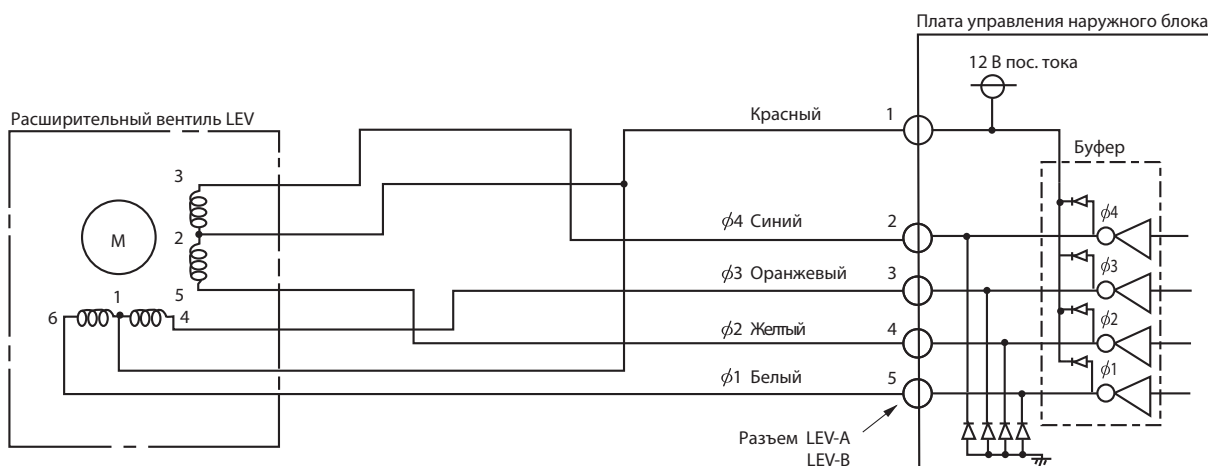 Плата управления наружного блока
12 В пос. тока
Расширительный вентиль LEV
Красный 1
Буфер
3
ϕ4
ϕ4 Синий 2
M
2
ϕ3
ϕ3 Оранжевый 3
5
1
6 4
ϕ2
ϕ2 Желтый 4
ϕ1
ϕ1 Белый 5
Разъем LEV-A
LEV-B